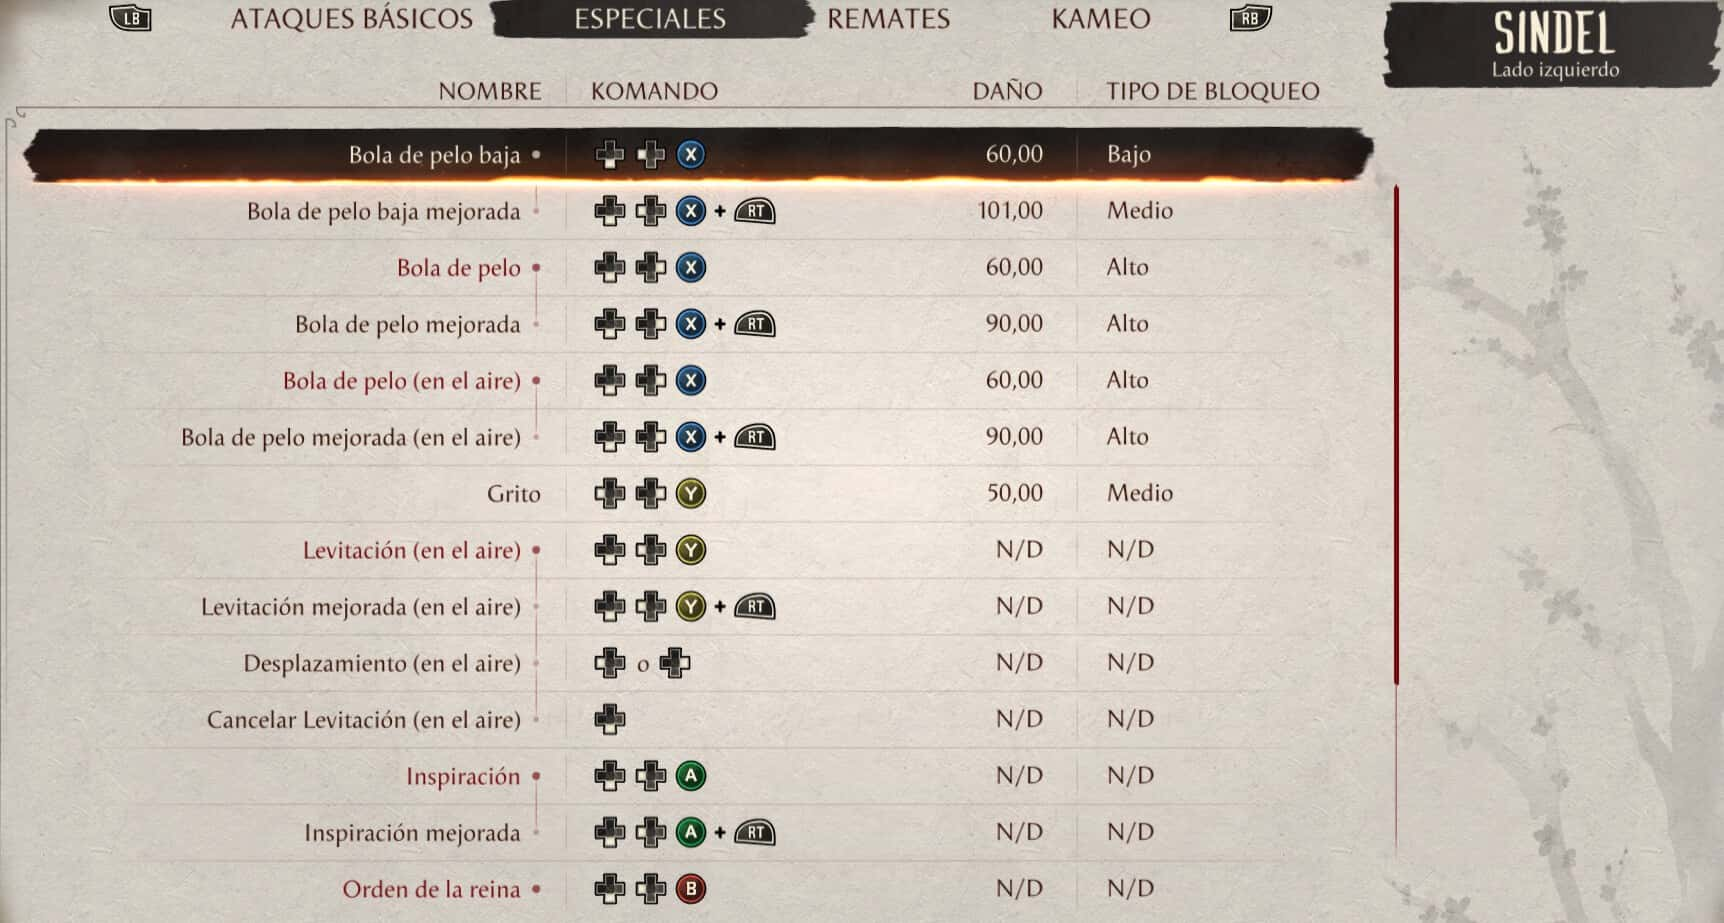 LB ATAQUES BÁSICOS ESPECIALES REMATES KAMEO RB
SINDEL
Lado izquierdo
NOMBRE KOMANDO DAÑO TIPO DE BLOQUEO
Bola de pelo baja X 60,00 Bajo
Bola de pelo baja mejorada X + RT 101,00 Medio
Bola de pelo X 60,00 Alto
Bola de pelo mejorada X + RT 90,00 Alto
Bola de pelo (en el aire) X 60,00 Alto
Bola de pelo mejorada (en el aire) X + RT 90,00 Alto
Grito Y 50,00 Medio
Levitación (en el aire) Y N/D N/D
Levitación mejorada (en el aire) Y + RT N/D N/D
Desplazamiento (en el aire) o N/D N/D
Cancelar Levitación (en el aire) N/D N/D
Inspiración A N/D N/D
Inspiración mejorada A + RT N/D N/D
Orden de la reina B N/D N/D